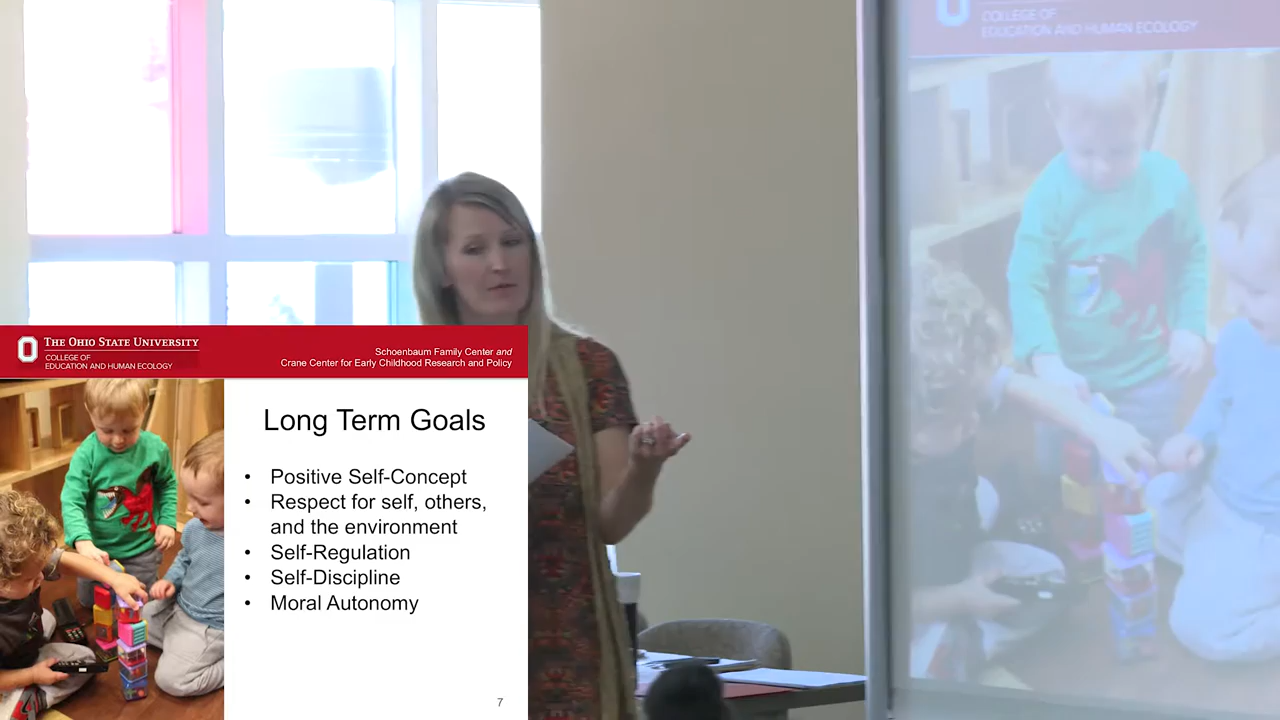 THE OHIO STATE UNIVERSITY
COLLEGE OF
EDUCATION AND HUMAN ECOLOGY
Schoenbaum Family Center and
Crane Center for Early Childhood Research and Policy
Long Term Goals
• Positive Self-Concept
• Respect for self, others,
and the environment
• Self-Regulation
• Self-Discipline
• Moral Autonomy
7
COLLEGE OF
EDUCATION AND HUMAN ECOLOGY